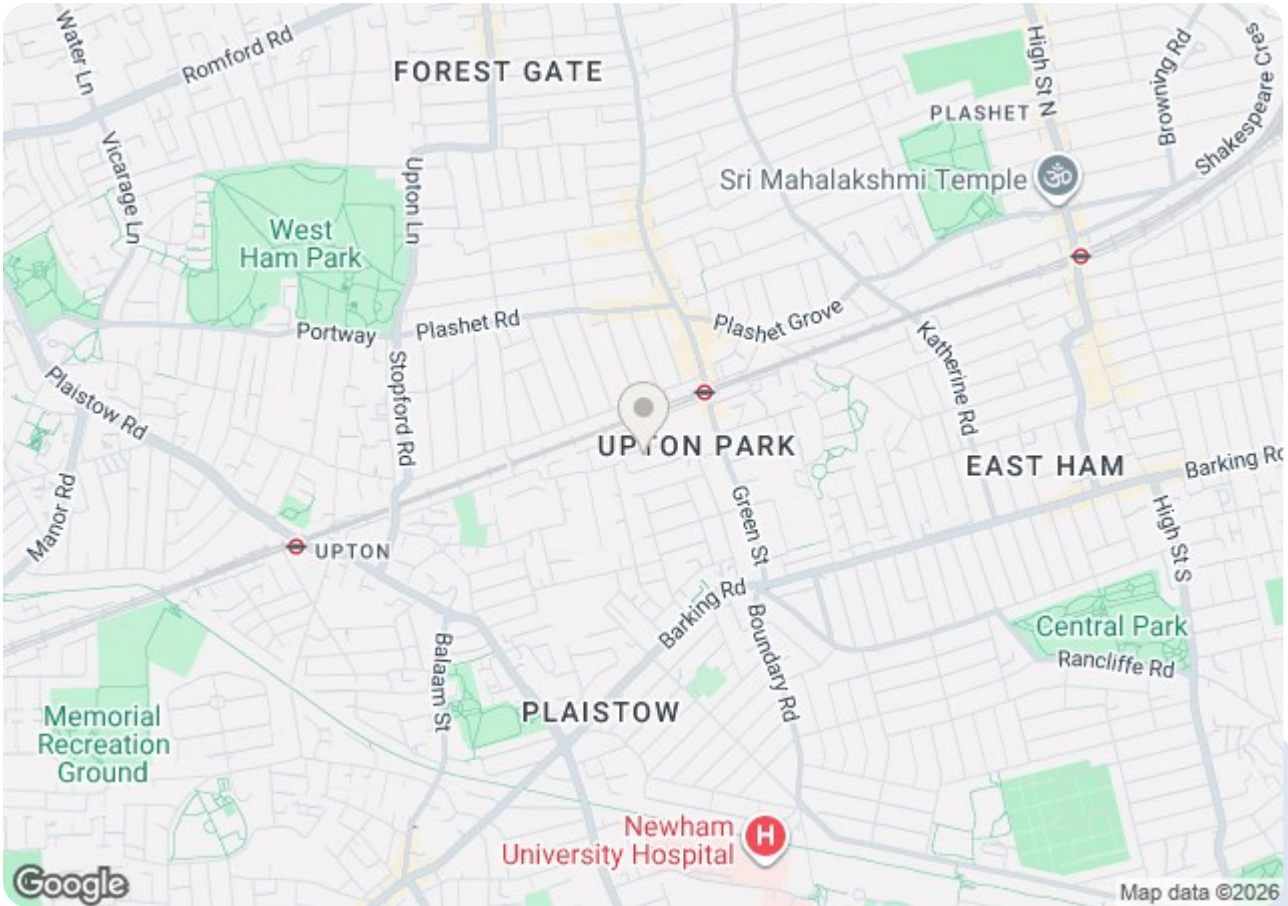 Water Ln
Romford Rd
FOREST GATE
High St N
Browning Rd
Shakespeare Cres
PLASHET
Vicarage Ln
Upton Ln
Sri Mahalakshmi Temple
West
Ham Park
Portway
Plashet Rd
Plashet Grove
Katherine Rd
Plaistow Rd
Stopford Rd
UPTON PARK
EAST HAM
Barking Rd
Manor Rd
Green St
High St S
UPTON
Barking Rd
Boundary Rd
Central Park
Rancliffe Rd
Balaam St
PLAISTOW
Memorial
Recreation
Ground
Newham
University Hospital
H
Google
Map data ©2026